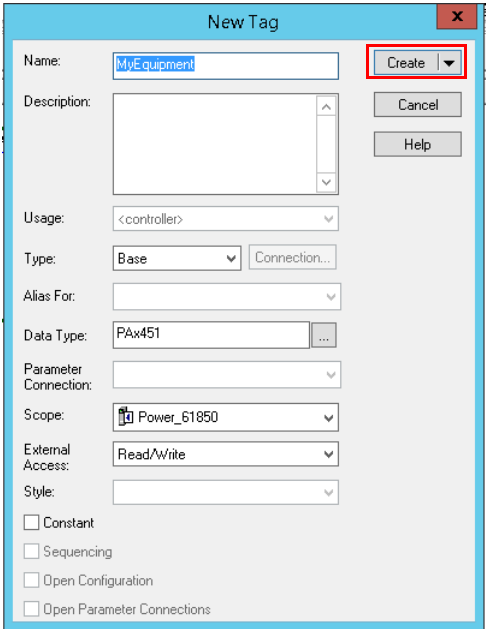 New Tag
x
Name:
MyEquipment
Create
Description:
Cancel
Help
Usage:
<controller>
Type:
Base
Connection...
Alias For:
Data Type:
PAx451
...
Parameter
Connection:
Scope:
Power_61850
External
Access:
Read/Write
Style:
Constant
Sequencing
Open Configuration
Open Parameter Connections